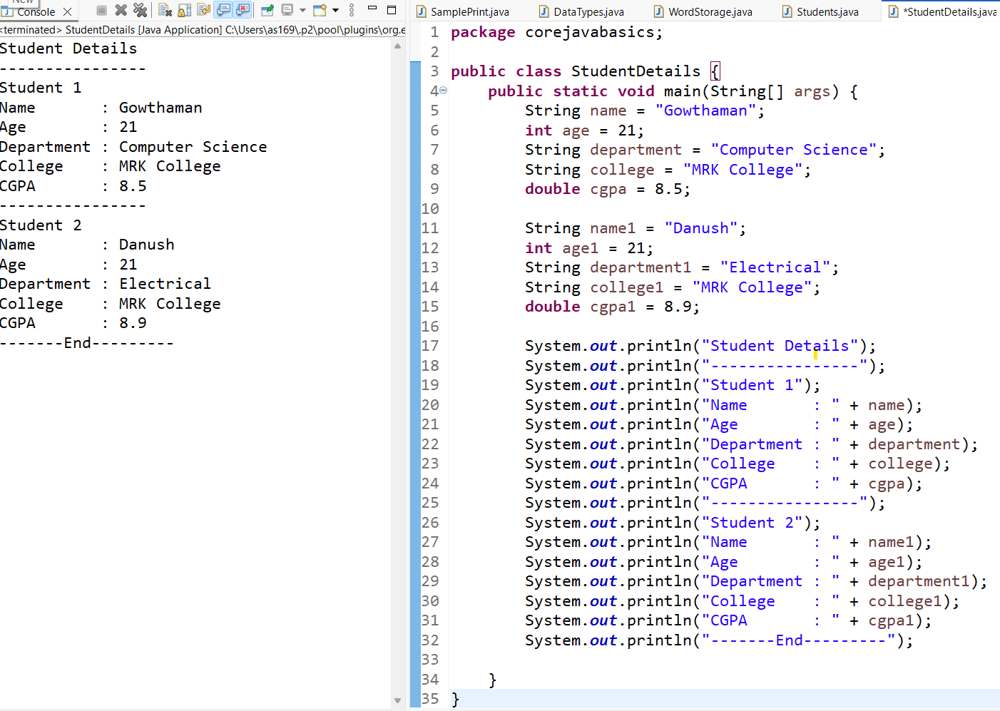 New
Console
<terminated> StudentDetails [Java Application] C:\Users\as169\.p2\pool\plugins\org.e
Student Details
----------------
Student 1
Name       : Gowthaman
Age        : 21
Department : Computer Science
College    : MRK College
CGPA       : 8.5
----------------
Student 2
Name       : Danush
Age        : 21
Department : Electrical
College    : MRK College
CGPA       : 8.9
-------End---------
SamplePrint.java DataTypes.java WordStorage.java Students.java *StudentDetails.java
1 package corejavabasics;
2
3 public class StudentDetails {
4     public static void main(String[] args) {
5         String name = "Gowthaman";
6         int age = 21;
7         String department = "Computer Science";
8         String college = "MRK College";
9         double cgpa = 8.5;
10
11         String name1 = "Danush";
12         int age1 = 21;
13         String department1 = "Electrical";
14         String college1 = "MRK College";
15         double cgpa1 = 8.9;
16
17         System.out.println("Student Details");
18         System.out.println("----------------");
19         System.out.println("Student 1");
20         System.out.println("Name       : " + name);
21         System.out.println("Age        : " + age);
22         System.out.println("Department : " + department);
23         System.out.println("College    : " + college);
24         System.out.println("CGPA       : " + cgpa);
25         System.out.println("----------------");
26         System.out.println("Student 2");
27         System.out.println("Name       : " + name1);
28         System.out.println("Age        : " + age1);
29         System.out.println("Department : " + department1);
30         System.out.println("College    : " + college1);
31         System.out.println("CGPA       : " + cgpa1);
32         System.out.println("-------End---------");
33
34     }
35 }